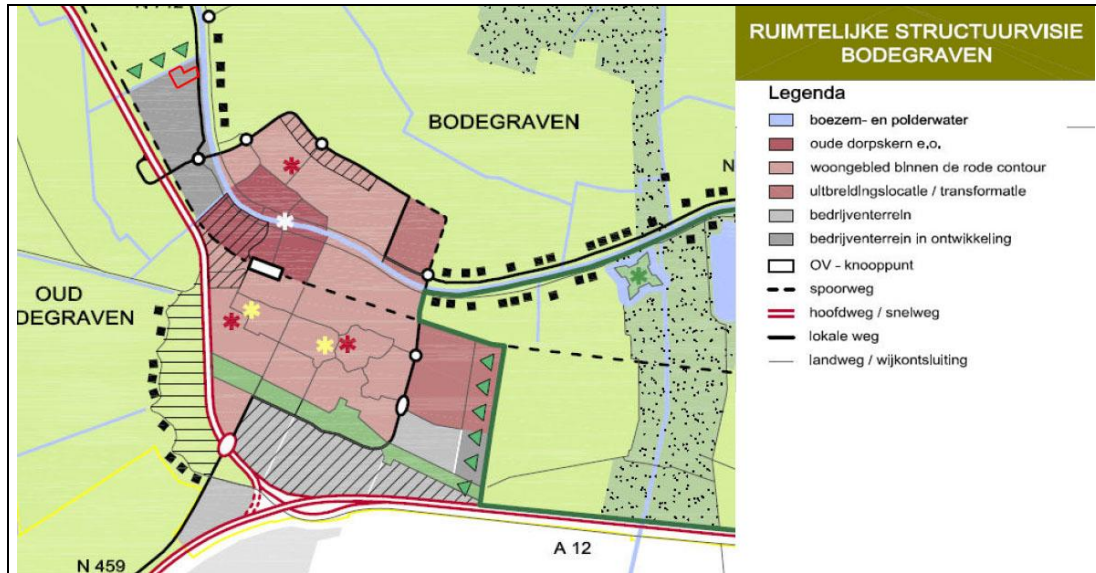 RUIMTELIJKE STRUCTUURVISIE
BODEGRAVEN
Legenda
boezem- en polderwater
oude dorpskern e.o.
woongebied binnen de rode contour
uitbreidingslocatie / transformatie
bedrijventerrein
bedrijventerrein in ontwikkeling
OV - knooppunt
spoorweg
hoofdweg / snelweg
lokale weg
landweg / wijkontsluiting
BODEGRAVEN
N
OUD
DEGRAVEN
A 12
N 459